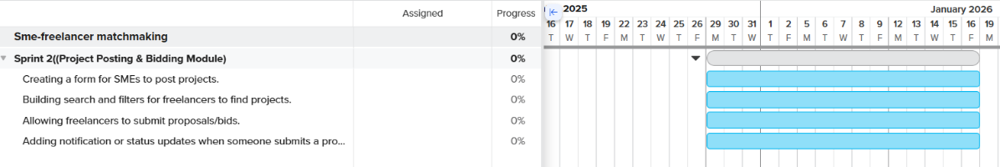 Assigned Progress 2025 January 2026
16 17 18 19 22 23 24 25 26 29 30 31 1 2 5 6 7 8 9 12 13 14 15 16 19
T W T F M T W T F M T W T F M T W T F M T W T F M
Sme-freelancer matchmaking 0%
Sprint 2((Project Posting & Bidding Module) 0%
Creating a form for SMEs to post projects. 0%
Building search and filters for freelancers to find projects. 0%
Allowing freelancers to submit proposals/bids. 0%
Adding notification or status updates when someone submits a pro... 0%